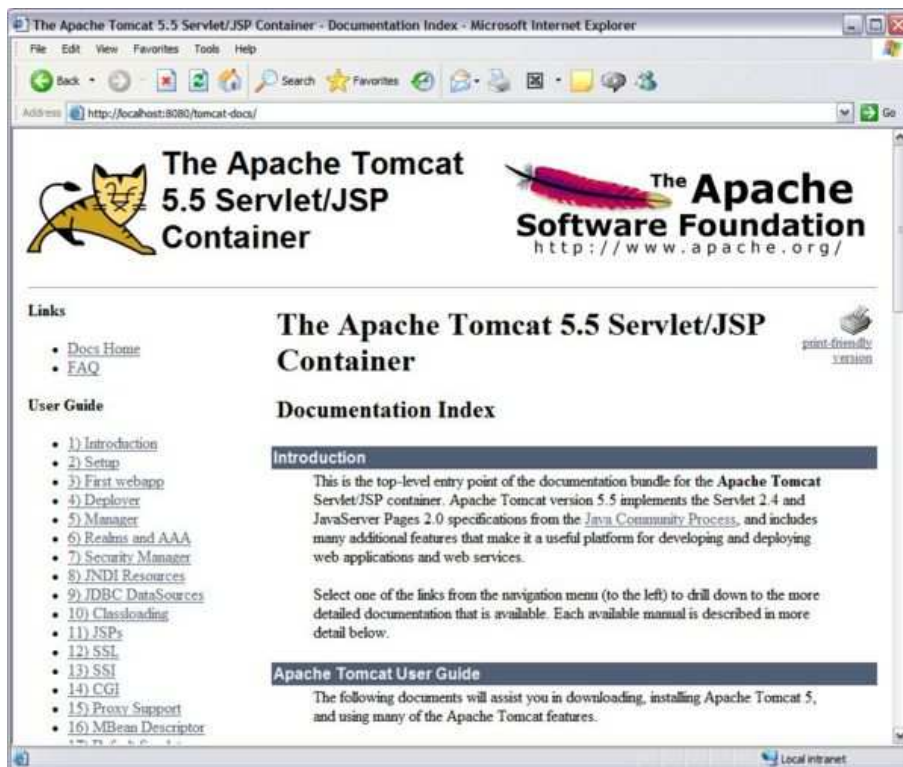 The Apache Tomcat 5.5 Servlet/JSP Container - Documentation Index - Microsoft Internet Explorer
File Edit View Favorites Tools Help
Back Search Favorites
Address http://localhost:8080/tomcat-docs/ Go
The Apache Tomcat
5.5 Servlet/JSP
Container
The Apache
Software Foundation
http://www.apache.org/
Links
Docs Home
FAQ
User Guide
1) Introduction
2) Setup
3) First webapp
4) Deployer
5) Manager
6) Realms and AAA
7) Security Manager
8) JNDI Resources
9) JDBC DataSources
10) Classloading
11) JSPs
12) SSL
13) SSI
14) CGI
15) Proxy Support
16) MBean Descriptor
The Apache Tomcat 5.5 Servlet/JSP
Container
print-friendly
version
Documentation Index
Introduction
This is the top-level entry point of the documentation bundle for the Apache Tomcat
Servlet/JSP container. Apache Tomcat version 5.5 implements the Servlet 2.4 and
JavaServer Pages 2.0 specifications from the Java Community Process, and includes
many additional features that make it a useful platform for developing and deploying
web applications and web services.
Select one of the links from the navigation menu (to the left) to drill down to the more
detailed documentation that is available. Each available manual is described in more
detail below.
Apache Tomcat User Guide
The following documents will assist you in downloading, installing Apache Tomcat 5,
and using many of the Apache Tomcat features.
Local intranet